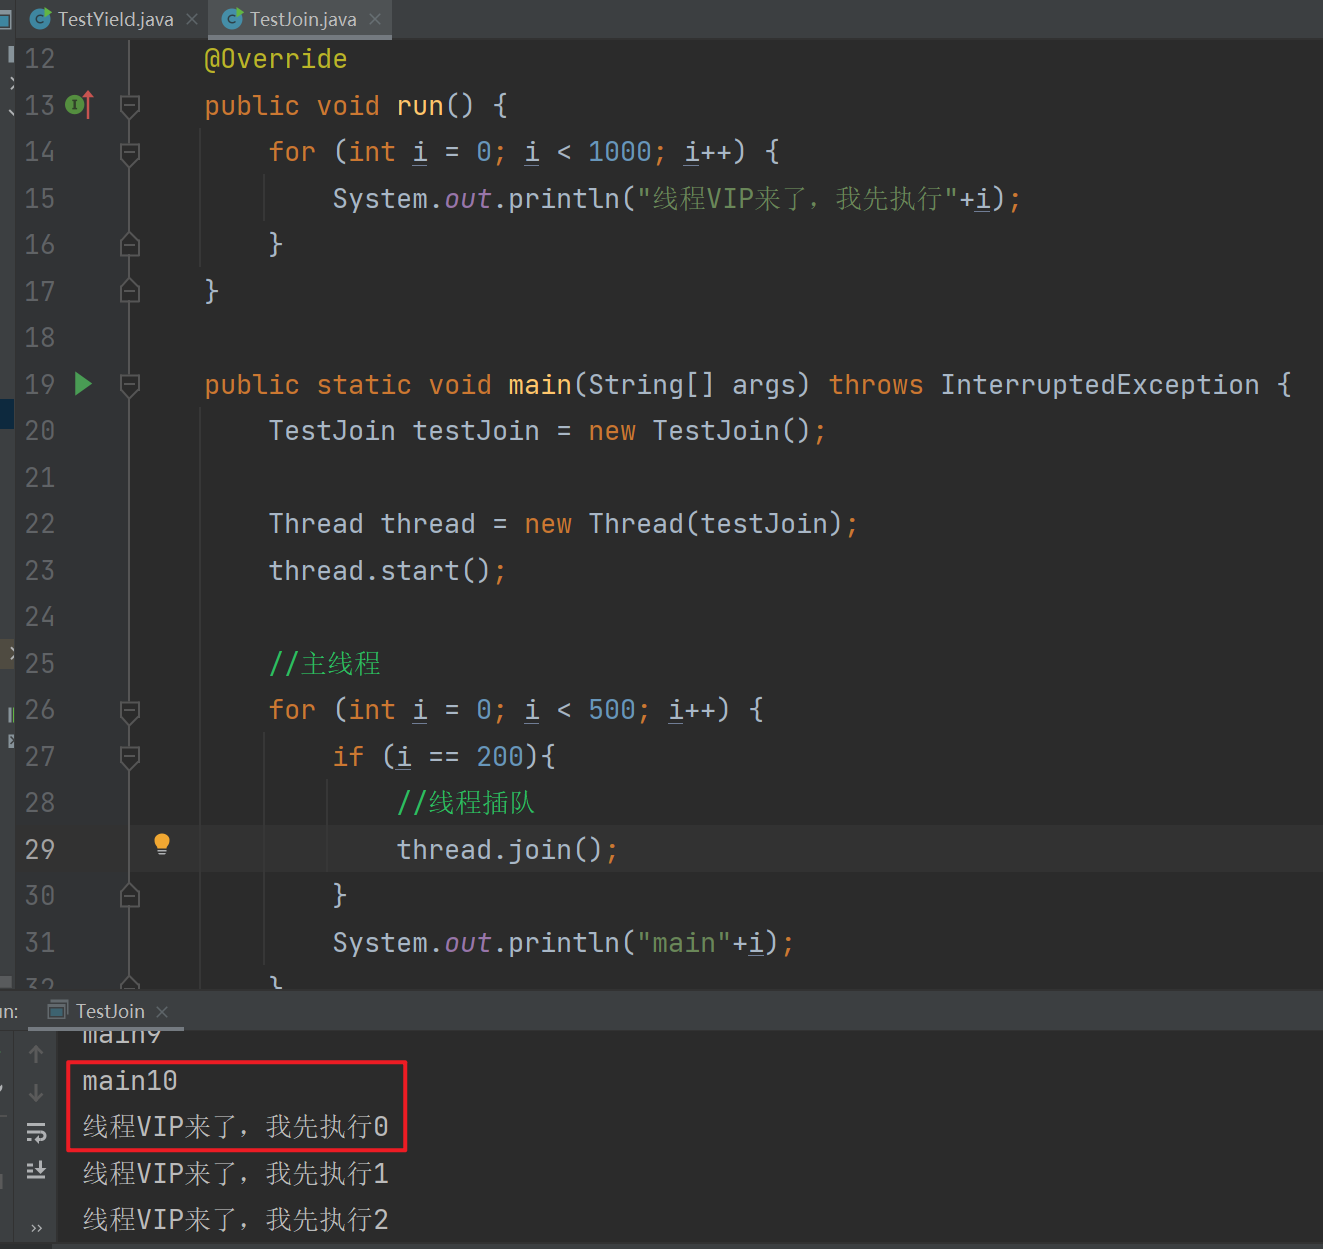 TestYield.java TestJoin.java
12 @Override
13 public void run() {
14 for (int i = 0; i < 1000; i++) {
15 System.out.println("线程VIP来了，我先执行"+i);
16 }
17 }
18
19 public static void main(String[] args) throws InterruptedException {
20 TestJoin testJoin = new TestJoin();
21
22 Thread thread = new Thread(testJoin);
23 thread.start();
24
25 //主线程
26 for (int i = 0; i < 500; i++) {
27 if (i == 200){
28 //线程插队
29 thread.join();
30 }
31 System.out.println("main"+i);
32 }
TestJoin
main9
main10
线程VIP来了，我先执行0
线程VIP来了，我先执行1
线程VIP来了，我先执行2